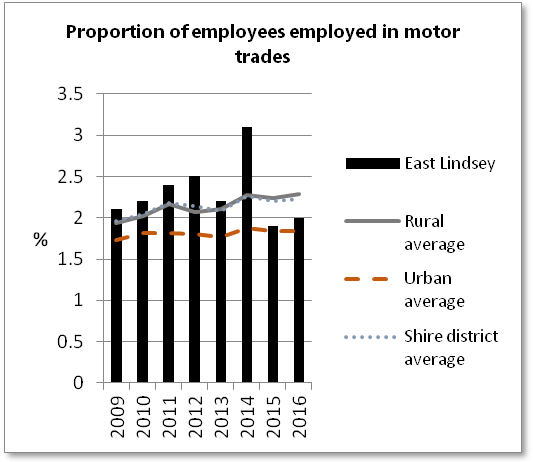 Proportion of employees employed in motor
trades
3.5
3
2.5
2
1.5
1
0.5
0
%
2009
2010
2011
2012
2013
2014
2015
2016
East Lindsey
Rural
average
Urban
average
Shire district
average